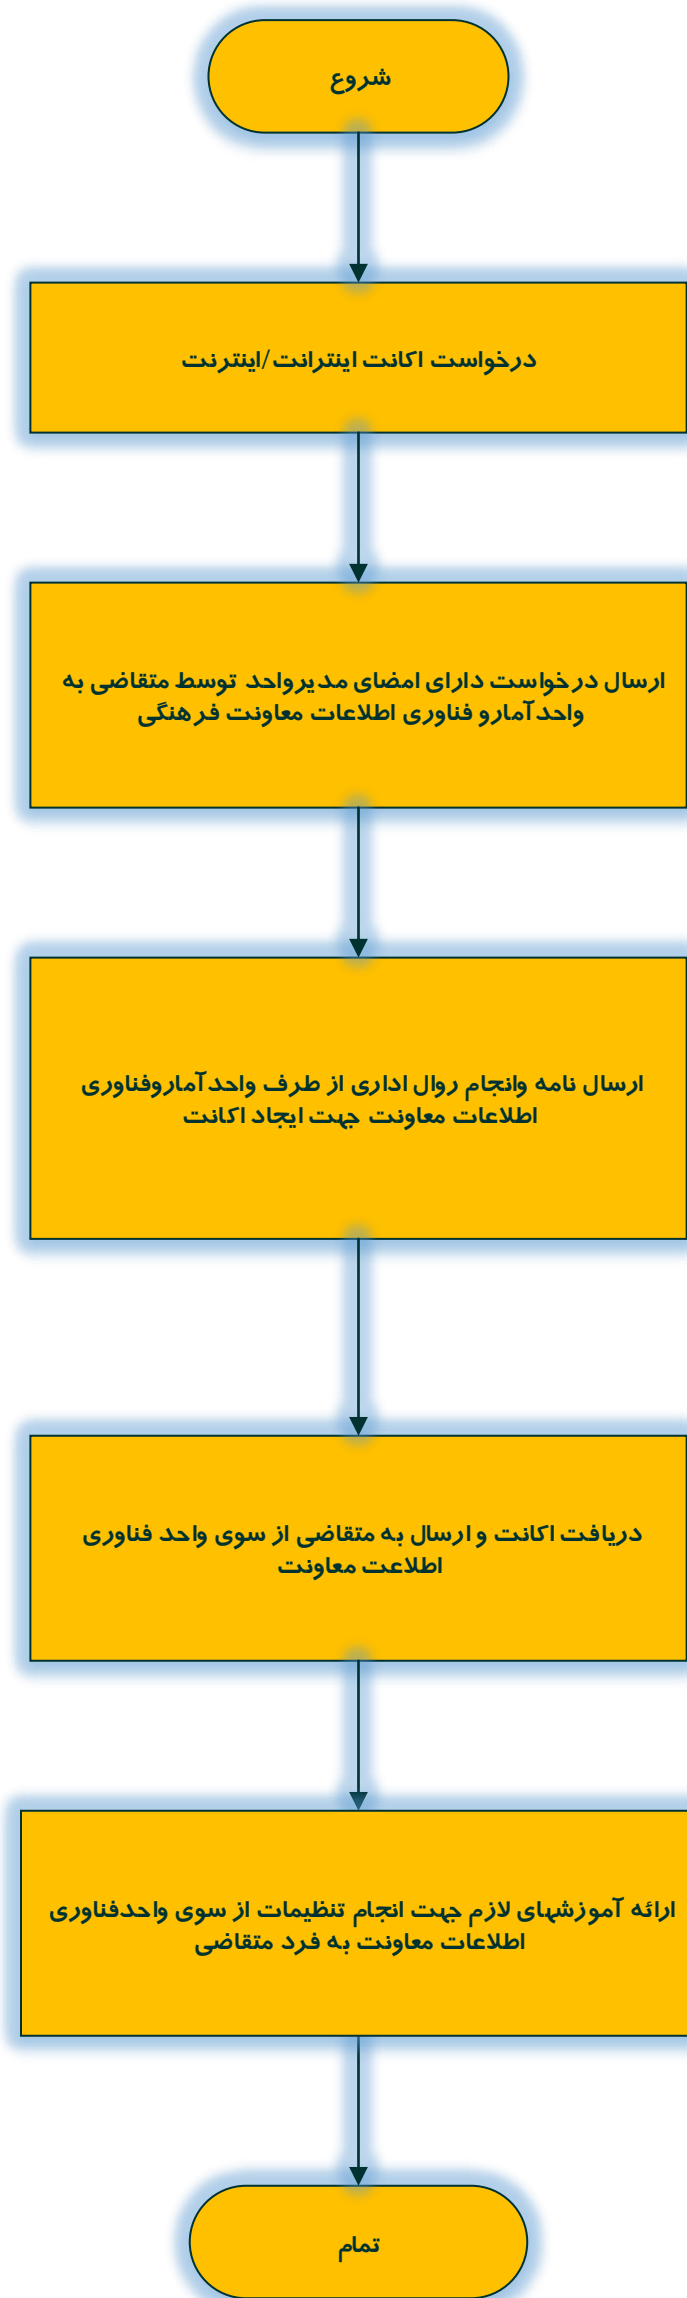 شروع
درخواست اکانت اینترانت/اینترنت
ارسال درخواست دارای امضای مدیرواحد توسط متقاضی به
واحدآمارو فناوری اطلاعات معاونت فرهنگی
ارسال نامه وانجام روال اداری از طرف واحدآماروفناوری
اطلاعات معاونت جهت ایجاد اکانت
دریافت اکانت و ارسال به متقاضی از سوی واحد فناوری
اطلاعت معاونت
ارائه آموزشهای لازم جهت انجام تنظیمات از سوی واحدفناوری
اطلاعات معاونت به فرد متقاضی
تمام